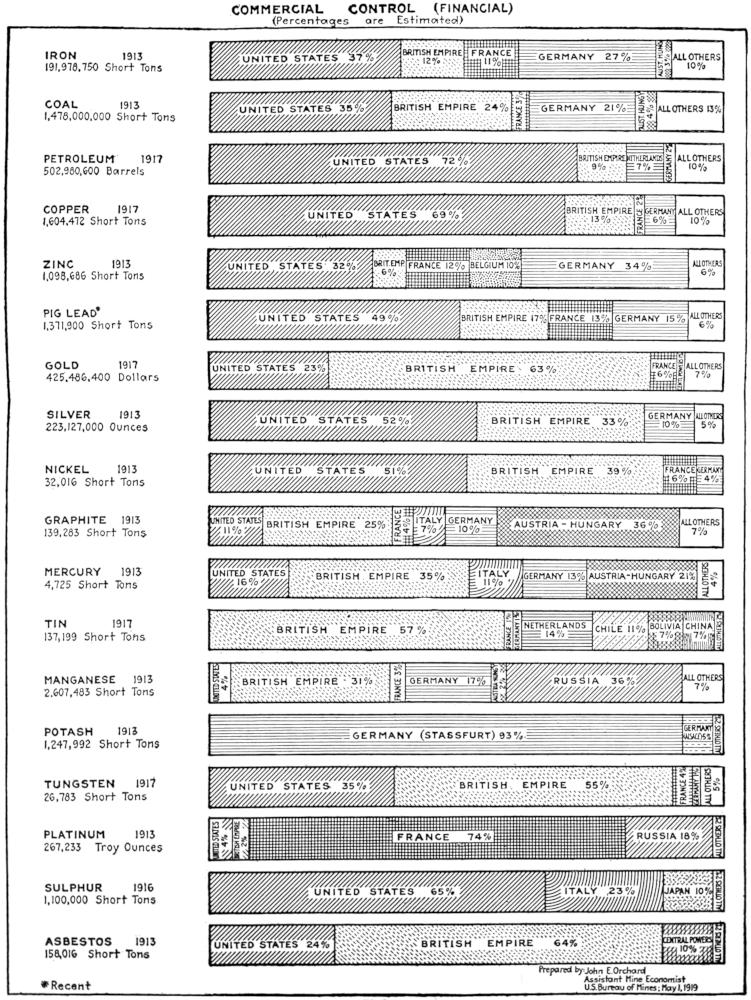 COMMERCIAL CONTROL (FINANCIAL)
(Percentages are Estimated)
IRON 1913
191,978,750 Short Tons
UNITED STATES 37%
BRITISH EMPIRE
12%
FRANCE
11%
GERMANY 27%
AUST. HUNG
3%
ALL OTHERS
10%
COAL 1913
1,478,000,000 Short Tons
UNITED STATES 35%
BRITISH EMPIRE 24%
FRANCE 3%
GERMANY 21%
AUST. HUNG'Y
4%
ALL OTHERS 13%
PETROLEUM 1917
502,980,600 Barrels
UNITED STATES 72%
BRITISH EMPIRE
9%
NETHERLANDS
7%
GERMANY 2%
ALL OTHERS
10%
COPPER 1917
1,604,472 Short Tons
UNITED STATES 69%
BRITISH EMPIRE
13%
FRANCE 2%
GERMANY
6%
ALL OTHERS
10%
ZINC 1913
1,098,686 Short Tons
UNITED STATES 32%
BRIT. EMP.
6%
FRANCE 12%
BELGIUM 10%
GERMANY 34%
ALL OTHERS
6%
PIG LEAD*
1,371,900 Short Tons
UNITED STATES 49%
BRITISH EMPIRE 17%
FRANCE 13%
GERMANY 15%
ALL OTHERS
6%
GOLD 1917
425,486,400 Dollars
UNITED STATES 23%
BRITISH EMPIRE 63%
FRANCE
6%
ALL OTHERS
7%
SILVER 1913
223,127,000 Ounces
UNITED STATES 52%
BRITISH EMPIRE 33%
GERMANY
10%
ALL OTHERS
5%
NICKEL 1913
32,016 Short Tons
UNITED STATES 51%
BRITISH EMPIRE 39%
FRANCE
6%
GERMANY
4%
GRAPHITE 1913
139,283 Short Tons
UNITED STATES
11%
BRITISH EMPIRE 25%
FRANCE
4%
ITALY
7%
GERMANY
10%
AUSTRIA-HUNGARY 36%
ALL OTHERS
7%
MERCURY 1913
4,725 Short Tons
UNITED STATES
16%
BRITISH EMPIRE 35%
ITALY
11%
GERMANY 13%
AUSTRIA-HUNGARY 21%
ALL OTHERS
4%
TIN 1917
137,199 Short Tons
BRITISH EMPIRE 57%
FRANCE 1%
GERMANY 1%
NETHERLANDS
14%
CHILE 11%
BOLIVIA
7%
CHINA
7%
ALL OTHERS 2%
MANGANESE 1913
2,607,483 Short Tons
UNITED STATES
4%
BRITISH EMPIRE 31%
FRANCE 3%
GERMANY 17%
AUSTRIA-HUNG'Y
2%
RUSSIA 36%
ALL OTHERS
7%
POTASH 1913
1,247,992 Short Tons
GERMANY (STASSFURT) 93%
GERMANY
(ALSACE) 5%
ALL OTHERS 2%
TUNGSTEN 1917
26,783 Short Tons
UNITED STATES 35%
BRITISH EMPIRE 55%
FRANCE 4%
GERMANY 1%
ALL OTHERS
5%
PLATINUM 1913
267,233 Troy Ounces
UNITED STATES
4%
BRITISH EMPIRE
2%
FRANCE 74%
RUSSIA 18%
ALL OTHERS 2%
SULPHUR 1916
1,100,000 Short Tons
UNITED STATES 65%
ITALY 23%
JAPAN 10%
ALL OTHERS 2%
ASBESTOS 1913
158,016 Short Tons
UNITED STATES 24%
BRITISH EMPIRE 64%
CENTRAL POWERS
10%
ALL OTHERS 2%
*Recent
Prepared by John E. Orchard
Assistant Mine Economist
U.S. Bureau of Mines; May 1, 1919